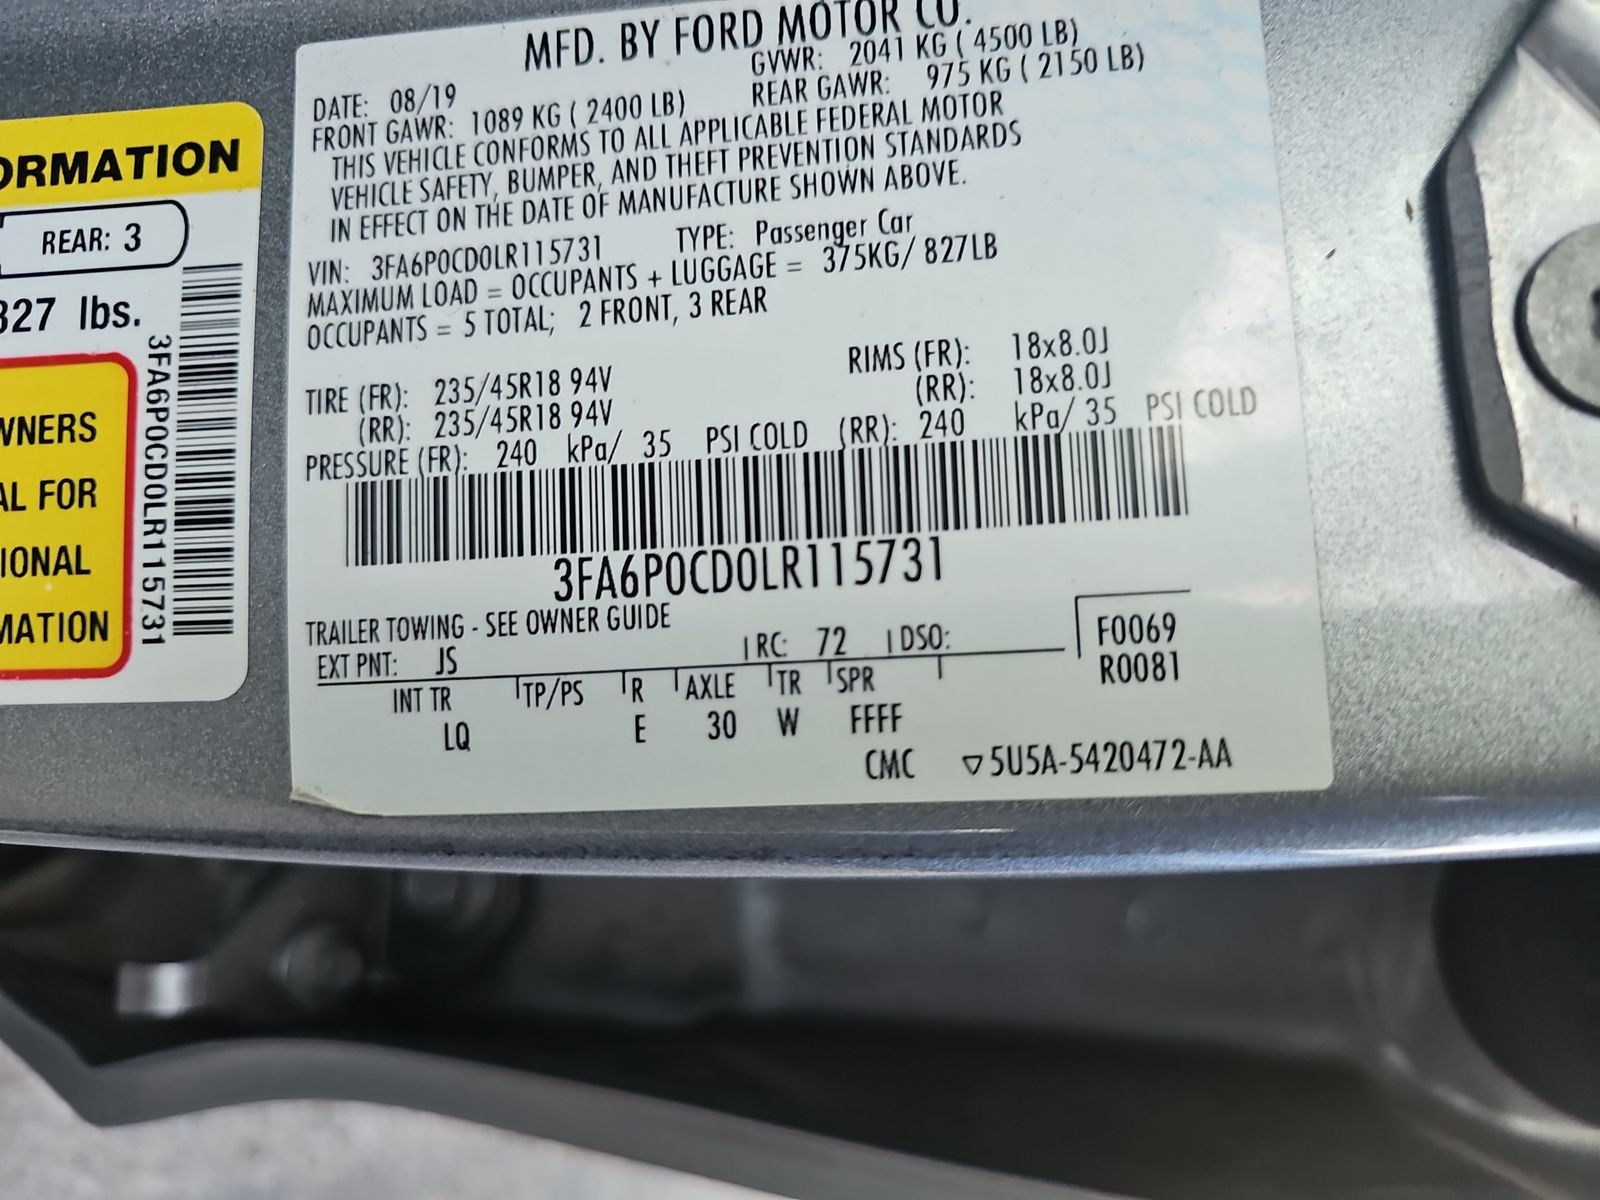 ORMATION
REAR: 3
827 lbs.
3FA6P0CD0LR115731
WNERS
AL FOR
IONAL
MATION
MFD. BY FORD MOTOR CO.
DATE: 08/19 GVWR: 2041 KG ( 4500 LB)
FRONT GAWR: 1089 KG ( 2400 LB) REAR GAWR: 975 KG ( 2150 LB)
THIS VEHICLE CONFORMS TO ALL APPLICABLE FEDERAL MOTOR
VEHICLE SAFETY, BUMPER, AND THEFT PREVENTION STANDARDS
IN EFFECT ON THE DATE OF MANUFACTURE SHOWN ABOVE.
VIN: 3FA6P0CD0LR115731 TYPE: Passenger Car
MAXIMUM LOAD = OCCUPANTS + LUGGAGE = 375KG/ 827LB
OCCUPANTS = 5 TOTAL; 2 FRONT, 3 REAR
TIRE (FR): 235/45R18 94V RIMS (FR): 18x8.0J
(RR): 235/45R18 94V (RR): 18x8.0J
PRESSURE (FR): 240 kPa/ 35 PSI COLD (RR): 240 kPa/ 35 PSI COLD
3FA6P0CD0LR115731
TRAILER TOWING - SEE OWNER GUIDE
EXT PNT: JS RC: 72 DSO: F0069
R0081
INT TR TP/PS R AXLE TR SPR
LQ E 30 W FFFF
CMC ▽5U5A-5420472-AA